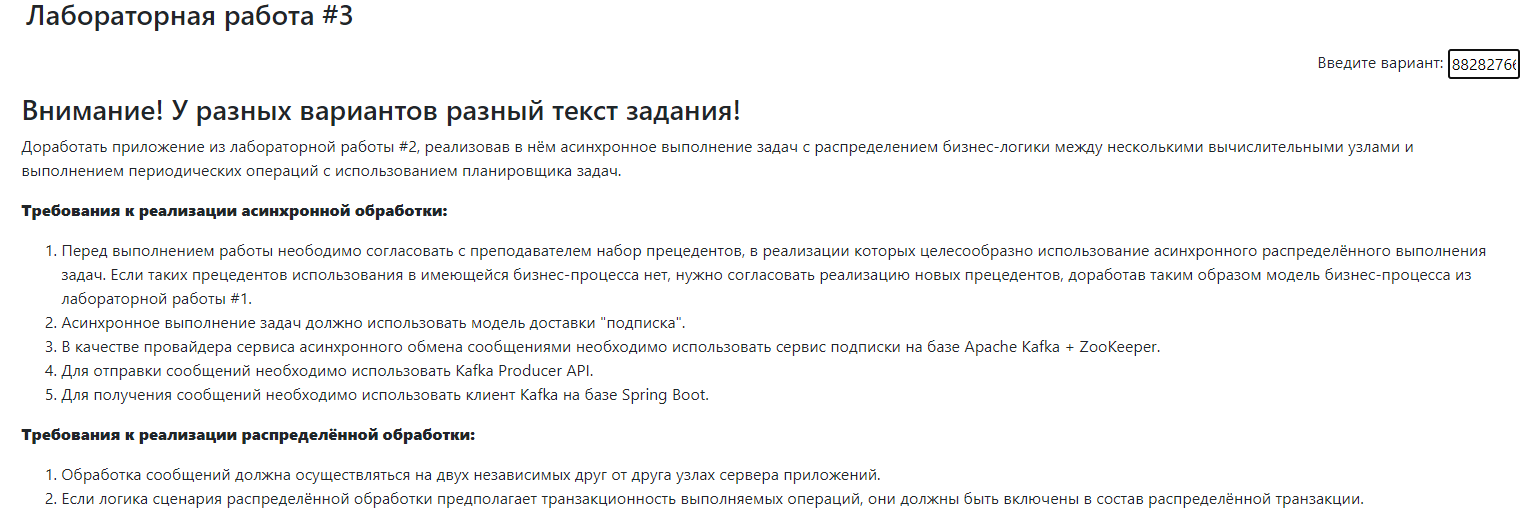 Лабораторная работа #3
Введите вариант: 88282766
Внимание! У разных вариантов разный текст задания!
Доработать приложение из лабораторной работы #2, реализовав в нём асинхронное выполнение задач с распределением бизнес-логики между несколькими вычислительными узлами и
выполнением периодических операций с использованием планировщика задач.
Требования к реализации асинхронной обработки:
1. Перед выполнением работы неободимо согласовать с преподавателем набор прецедентов, в реализации которых целесообразно использование асинхронного распределённого выполнения
задач. Если таких прецедентов использования в имеющейся бизнес-процесса нет, нужно согласовать реализацию новых прецедентов, доработав таким образом модель бизнес-процесса из
лабораторной работы #1.
2. Асинхронное выполнение задач должно использовать модель доставки "подписка".
3. В качестве провайдера сервиса асинхронного обмена сообщениями необходимо использовать сервис подписки на базе Apache Kafka + ZooKeeper.
4. Для отправки сообщений необходимо использовать Kafka Producer API.
5. Для получения сообщений необходимо использовать клиент Kafka на базе Spring Boot.
Требования к реализации распределённой обработки:
1. Обработка сообщений должна осуществляться на двух независимых друг от друга узлах сервера приложений.
2. Если логика сценария распределённой обработки предполагает транзакционность выполняемых операций, они должны быть включены в состав распределённой транзакции.